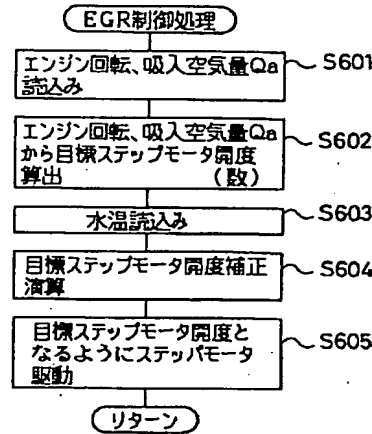 EGR制御処理
エンジン回転、吸入空気量Qa
読込み
S601
エンジン回転、吸入空気量Qa
から目標ステップモータ開度
算出 (数)
S602
水温読込み
S603
目標ステップモータ開度補正
演算
S604
目標ステップモータ開度と
なるようにステッパモータ
駆動
S605
リターン